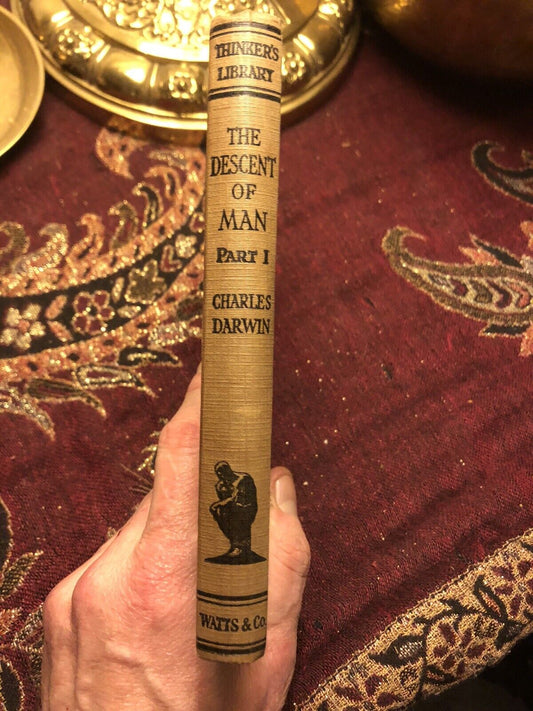 THINKER'S
LIBRARY
THE
DESCENT
OF
MAN
PART I
CHARLES
DARWIN
WATTS & CO.